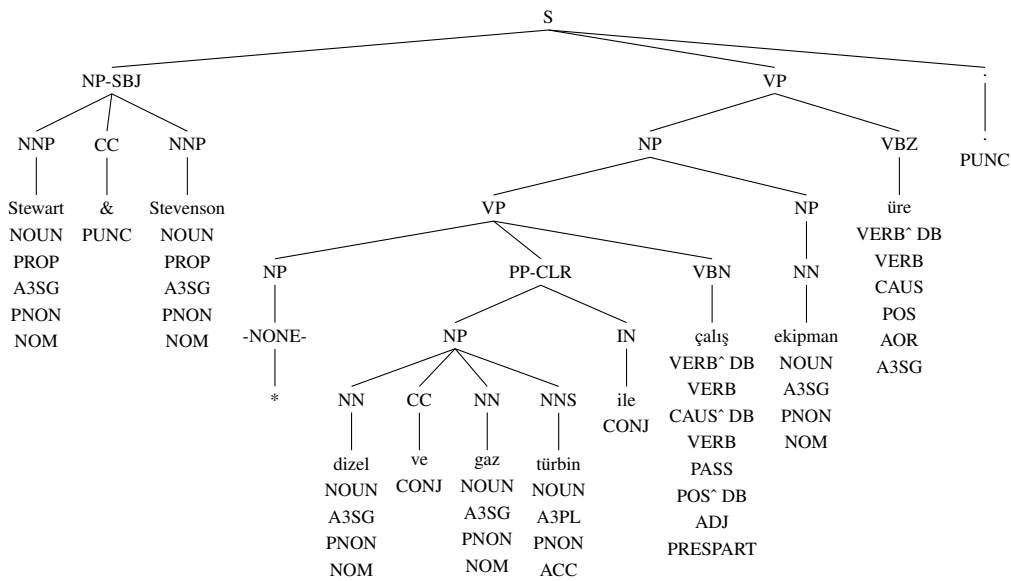 S
NP-SBJ VP .
NNP CC NNP NP VBZ .
PUNC
Stewart & Stevenson VP NP üre
NOUN PUNC NOUN VERB^ DB
PROP PROP NP PP-CLR VBN NN VERB
A3SG A3SG CAUS
PNON PNON POS
NOM NOM -NONE- NP IN çalış ekipman AOR
VERB^ DB NOUN A3SG
VERB A3SG
* NN CC NN NNS ile CAUS^ DB PNON
CONJ VERB NOM
dizel ve gaz türbin PASS
NOUN CONJ NOUN NOUN POS^ DB
A3SG A3SG A3PL ADJ
PNON PNON PNON PRESPART
NOM NOM ACC